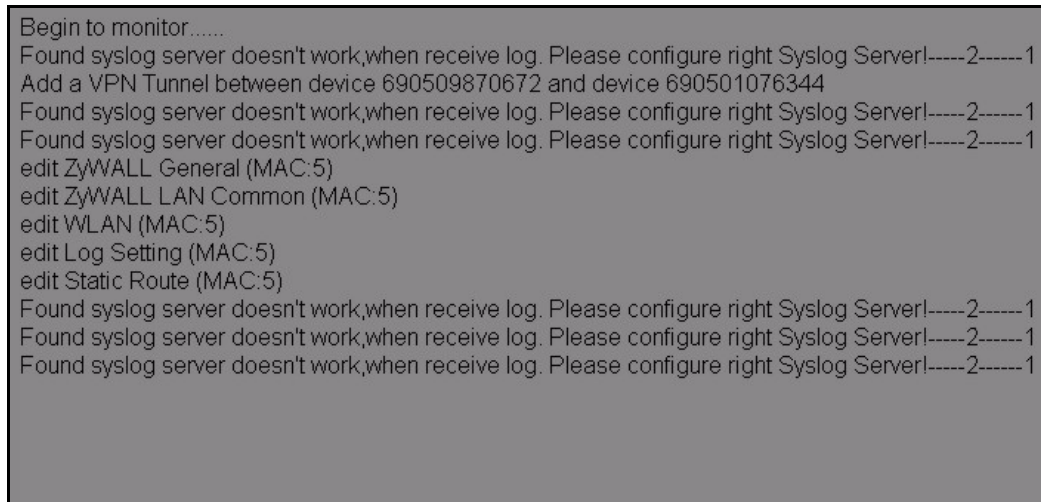 Begin to monitor......
Found syslog server doesn't work,when receive log. Please configure right Syslog Server!-----2------1
Add a VPN Tunnel between device 690509870672 and device 690501076344
Found syslog server doesn't work,when receive log. Please configure right Syslog Server!-----2------1
Found syslog server doesn't work,when receive log. Please configure right Syslog Server!-----2------1
edit ZyWALL General (MAC:5)
edit ZyWALL LAN Common (MAC:5)
edit WLAN (MAC:5)
edit Log Setting (MAC:5)
edit Static Route (MAC:5)
Found syslog server doesn't work,when receive log. Please configure right Syslog Server!-----2------1
Found syslog server doesn't work,when receive log. Please configure right Syslog Server!-----2------1
Found syslog server doesn't work,when receive log. Please configure right Syslog Server!-----2------1